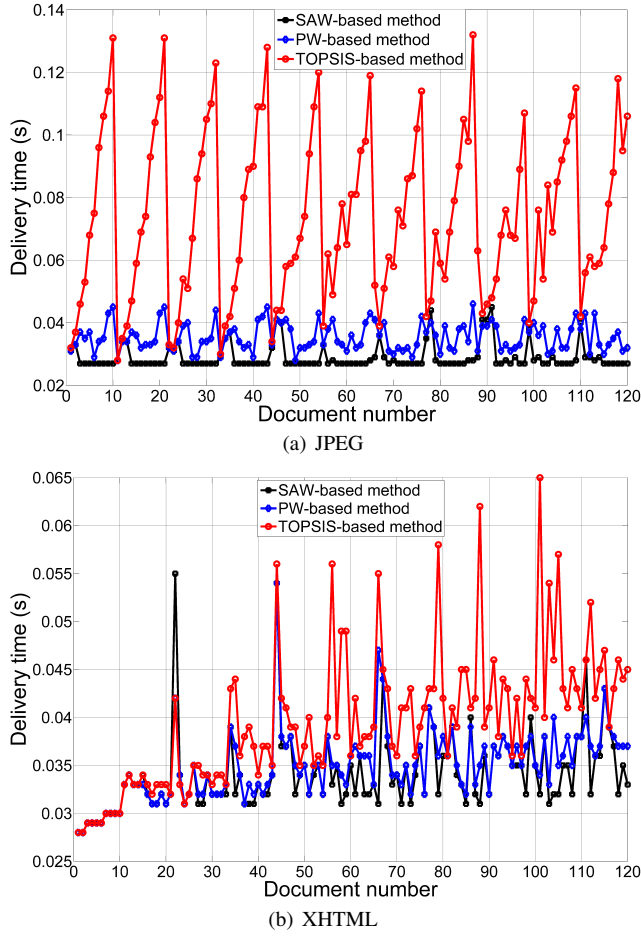 0.14
0.12
0.1
0.08
0.06
0.04
0.02
Delivery time (s)
SAW-based method
PW-based method
TOPSIS-based method
0 10 20 30 40 50 60 70 80 90 100 110 120
Document number
(a) JPEG
0.065
0.06
0.055
0.05
0.045
0.04
0.035
0.03
0.025
Delivery time (s)
SAW-based method
PW-based method
TOPSIS-based method
0 10 20 30 40 50 60 70 80 90 100 110 120
Document number
(b) XHTML